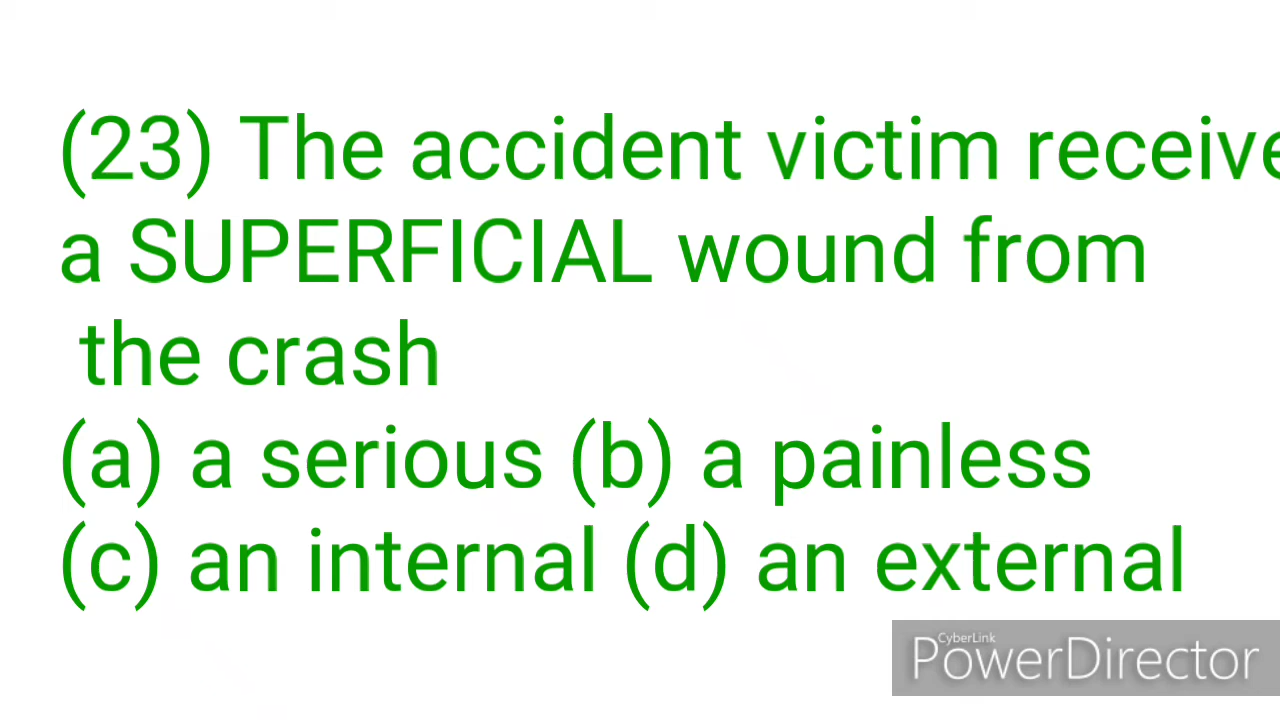 (23) The accident victim receive
a SUPERFICIAL wound from
the crash
(a) a serious (b) a painless
(c) an internal (d) an external
CyberLink
PowerDirector